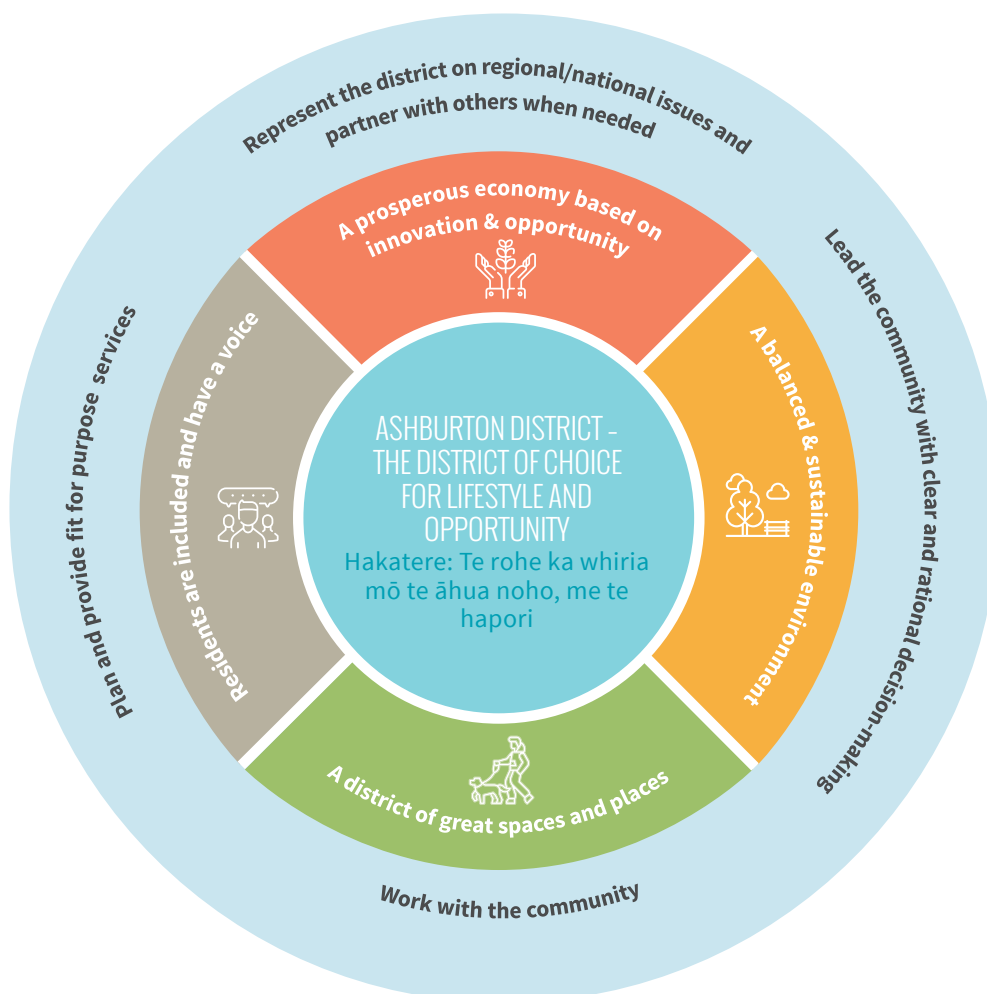 Represent the district on regional/national issues and
partner with others when needed
A prosperous economy based on
innovation & opportunity
Lead the community with clear and rational decision-making
A balanced & sustainable environment
Plan and provide fit for purpose services
Residents are included and have a voice
ASHBURTON DISTRICT –
THE DISTRICT OF CHOICE
FOR LIFESTYLE AND
OPPORTUNITY
Hakatere: Te rohe ka whiria
mō te āhua noho, me te
hapori
A district of great spaces and places
Work with the community